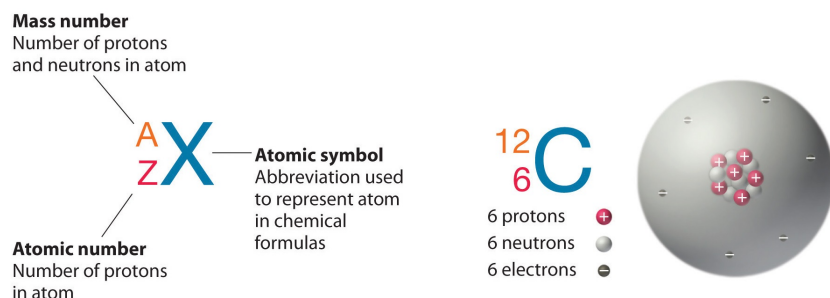 Mass number
Number of protons
and neutrons in atom
A
Z
X
Atomic symbol
Abbreviation used
to represent atom
in chemical
formulas
Atomic number
Number of protons
in atom
12
6
C
6 protons +
6 neutrons
6 electrons −